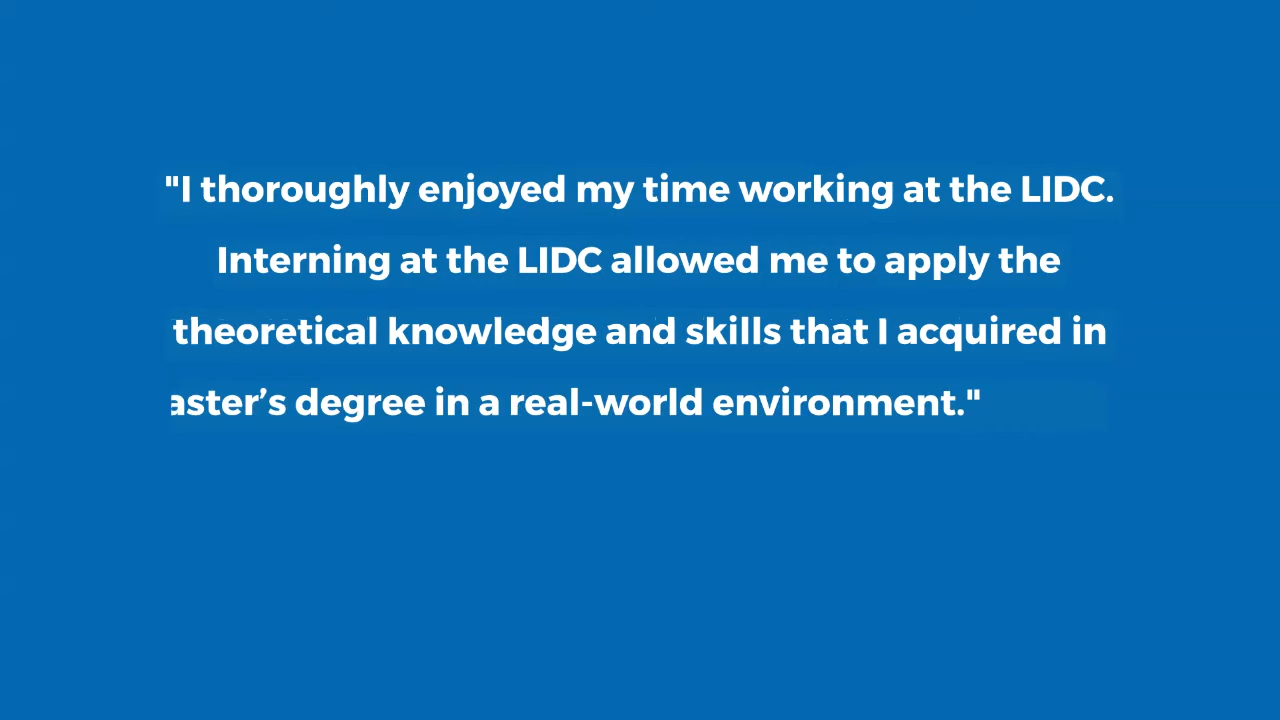 "I thoroughly enjoyed my time working at the LIDC.
Interning at the LIDC allowed me to apply the
theoretical knowledge and skills that I acquired in
aster’s degree in a real-world environment."